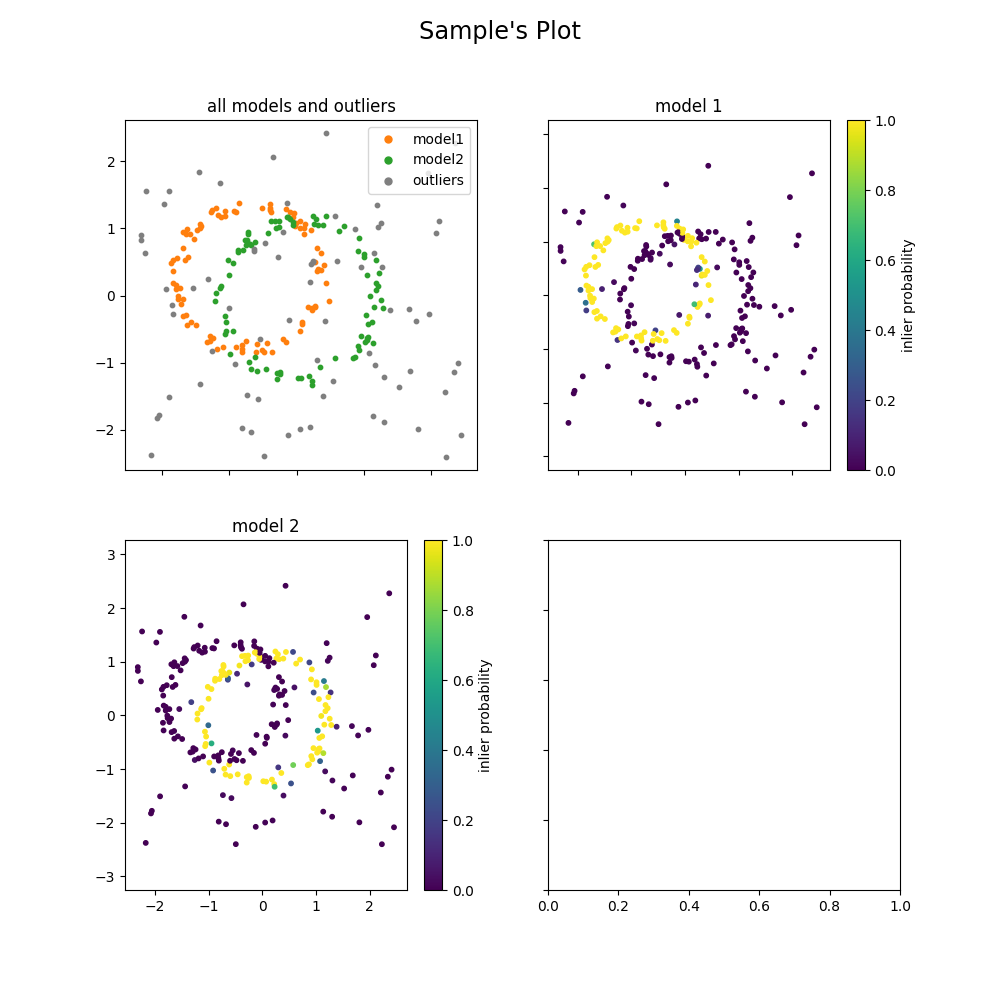 Sample's Plot
all models and outliers
model1
model2
outliers
2
1
0
−1
−2
model 1
1.0
0.8
0.6
0.4
0.2
0.0
inlier probability
model 2
3
2
1
0
−1
−2
−3
−2 −1 0 1 2
1.0
0.8
0.6
0.4
0.2
0.0
inlier probability
0.0 0.2 0.4 0.6 0.8 1.0